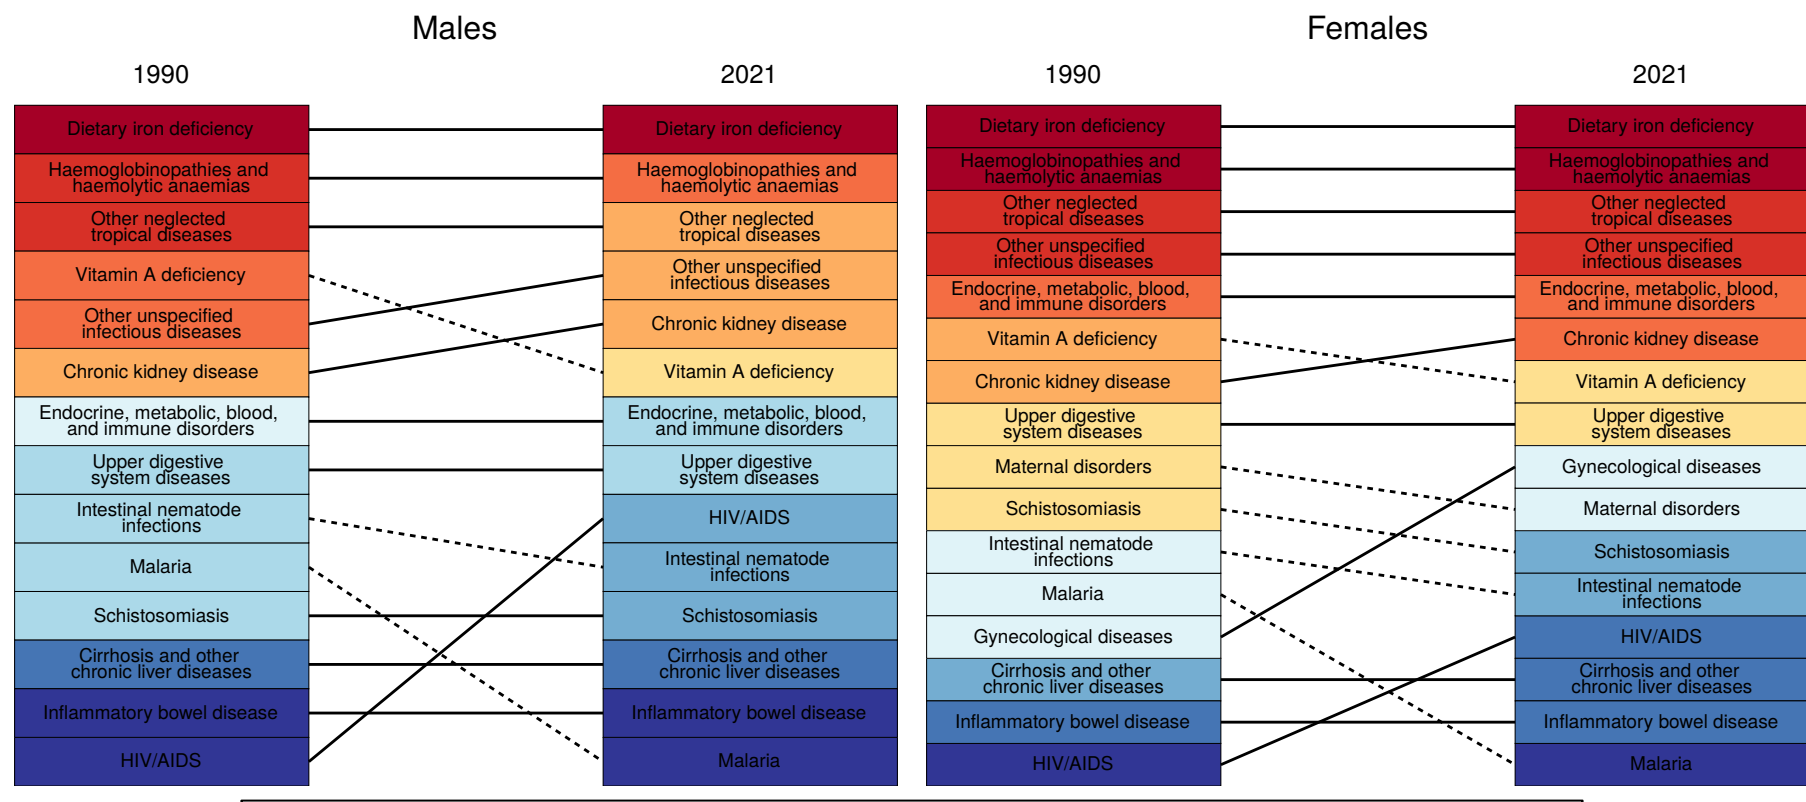 Males
1990
2021
Dietary iron deficiency
Haemoglobinopathies and
haemolytic anaemias
Other neglected
tropical diseases
Vitamin A deficiency
Other unspecified
infectious diseases
Chronic kidney disease
Endocrine, metabolic, blood,
and immune disorders
Upper digestive
system diseases
Intestinal nematode
infections
Malaria
Schistosomiasis
Cirrhosis and other
chronic liver diseases
Inflammatory bowel disease
HIV/AIDS
Dietary iron deficiency
Haemoglobinopathies and
haemolytic anaemias
Other neglected
tropical diseases
Other unspecified
infectious diseases
Chronic kidney disease
Vitamin A deficiency
Endocrine, metabolic, blood,
and immune disorders
Upper digestive
system diseases
HIV/AIDS
Intestinal nematode
infections
Schistosomiasis
Cirrhosis and other
chronic liver diseases
Inflammatory bowel disease
Malaria
Females
1990
2021
Dietary iron deficiency
Haemoglobinopathies and
haemolytic anaemias
Other neglected
tropical diseases
Other unspecified
infectious diseases
Endocrine, metabolic, blood,
and immune disorders
Vitamin A deficiency
Chronic kidney disease
Upper digestive
system diseases
Maternal disorders
Schistosomiasis
Intestinal nematode
infections
Malaria
Gynecological diseases
Cirrhosis and other
chronic liver diseases
Inflammatory bowel disease
HIV/AIDS
Dietary iron deficiency
Haemoglobinopathies and
haemolytic anaemias
Other neglected
tropical diseases
Other unspecified
infectious diseases
Endocrine, metabolic, blood,
and immune disorders
Chronic kidney disease
Vitamin A deficiency
Upper digestive
system diseases
Gynecological diseases
Maternal disorders
Schistosomiasis
Intestinal nematode
infections
HIV/AIDS
Cirrhosis and other
chronic liver diseases
Inflammatory bowel disease
Malaria